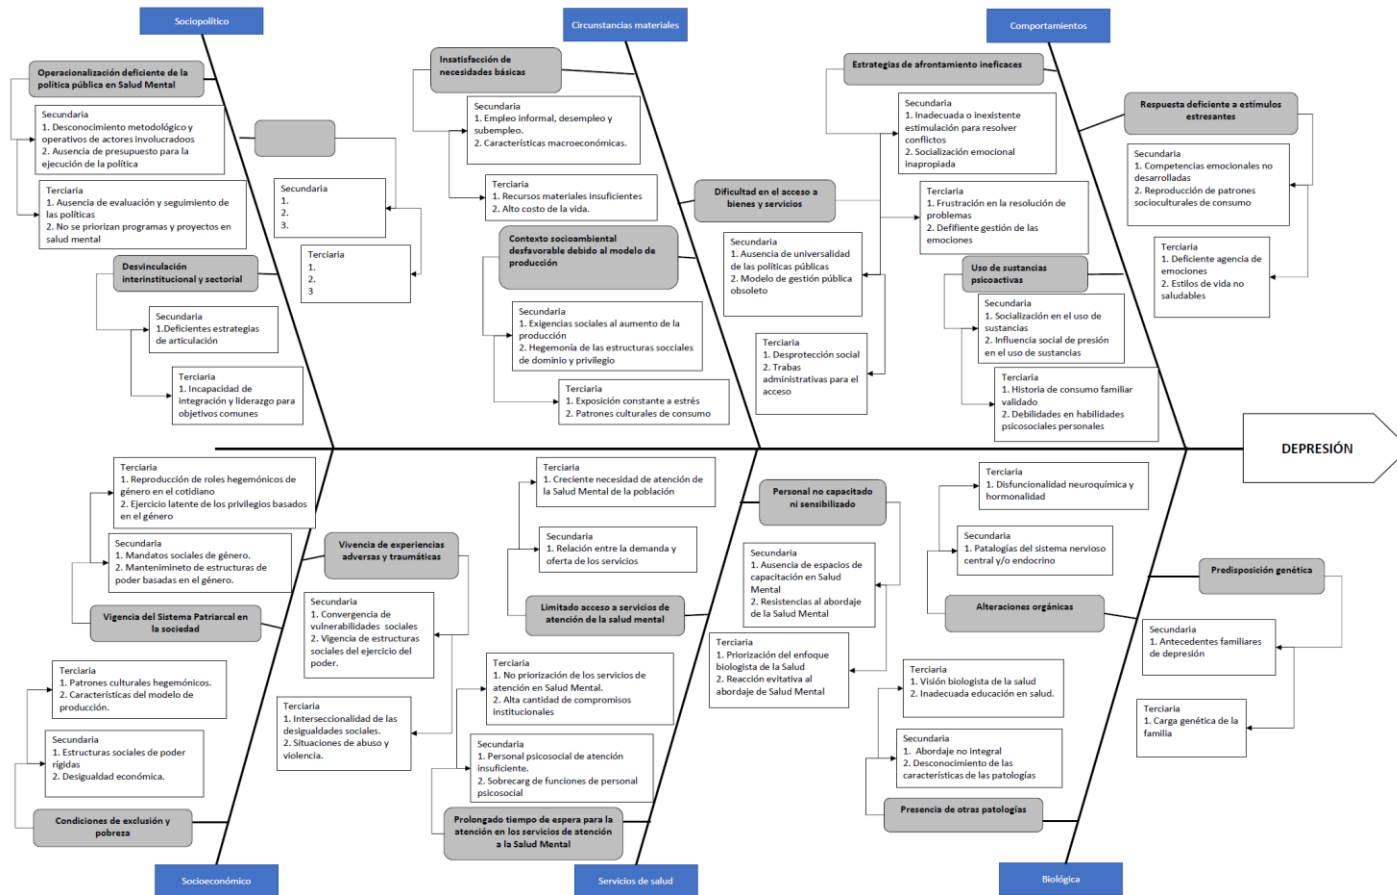 Sociopolítico
Operacionalización deficiente de la
política pública en Salud Mental
Secundaria
1. Desconocimiento metodológico y
operativos de actores involucradoos
2. Ausencia de presupuesto para la
ejecución de la política
Terciaria
1. Ausencia de evaluación y seguimiento de
las políticas
2. No se priorizan programas y proyectos en
salud mental
Secundaria
1.
2.
3.
Terciaria
1.
2.
3
Desvinculación
interinstitucional y sectorial
Secundaria
1.Deficientes estrategias
de articulación
Terciaria
1. Incapacidad de
integración y liderazgo para
objetivos comunes
Circunstancias materiales
Insatisfacción de
necesidades básicas
Secundaria
1. Empleo informal, desempleo y
subempleo.
2. Características macroeconómicas.
Terciaria
1. Recursos materiales insuficientes
2. Alto costo de la vida.
Dificultad en el acceso a
bienes y servicios
Secundaria
1. Ausencia de universalidad
de las políticas públicas
2. Modelo de gestión pública
obsoleto
Terciaria
1. Desprotección social
2. Trabas
administrativas para el
acceso
Contexto socioambiental
desfavorable debido al modelo de
producción
Secundaria
1. Exigencias sociales al aumento de la
producción
2. Hegemonía de las estructuras socciales
de dominio y privilegio
Terciaria
1. Exposición constante a estrés
2. Patrones culturales de consumo
Comportamientos
Estrategias de afrontamiento ineficaces
Secundaria
1. Inadecuada o inexistente
estimulación para resolver
conflictos
2. Socialización emocional
inapropiada
Terciaria
1. Frustración en la resolución de
problemas
2. Defifiente gestión de las
emociones
Respuesta deficiente a estímulos
estresantes
Secundaria
1. Competencias emocionales no
desarrolladas
2. Reproducción de patrones
socioculturales de consumo
Terciaria
1. Deficiente agencia de
emociones
2. Estilos de vida no
saludables
Uso de sustancias
psicoactivas
Secundaria
1. Socialización en el uso de
sustancias
2. Influencia social de presión
en el uso de sustancias
Terciaria
1. Historia de consumo familiar
validado
2. Debilidades en habilidades
psicosociales personales
DEPRESIÓN
Terciaria
1. Reproducción de roles hegemónicos de
género en el cotidiano
2. Ejercicio latente de los privilegios basados
en el género
Secundaria
1. Mandatos sociales de género.
2. Mantenimineto de estructuras de
poder basadas en el género.
Vigencia del Sistema Patriarcal en
la sociedad
Vivencia de experiencias
adversas y traumáticas
Secundaria
1. Convergencia de
vulnerabilidades sociales
2. Vigencia de estructuras
sociales del ejercicio del
poder.
Terciaria
1. Interseccionalidad de las
desigualdades sociales.
2. Situaciones de abuso y
violencia.
Terciaria
1. Patrones culturales hegemónicos.
2. Características del modelo de
producción.
Secundaria
1. Estructuras sociales de poder
rígidas
2. Desigualdad económica.
Condiciones de exclusión y
pobreza
Socioeconómico
Terciaria
1. Creciente necesidad de atención de
la Salud Mental de la población
Secundaria
1. Relación entre la demanda y
oferta de los servicios
Limitado acceso a servicios de
atención de la salud mental
Personal no capacitado
ni sensibilizado
Secundaria
1. Ausencia de espacios de
capacitación en Salud
Mental
2. Resistencias al abordaje de
la Salud Mental
Terciaria
1. Priorización del enfoque
biologista de la Salud
2. Reacción evitativa al
abordaje de Salud Mental
Terciaria
1. No priorización de los servicios de
atención en Salud Mental.
2. Alta cantidad de compromisos
institucionales
Secundaria
1. Personal psicosocial de atención
insuficiente.
2. Sobrecarg de funciones de personal
psicosocial
Prolongado tiempo de espera para la
atención en los servicios de atención
a la Salud Mental
Servicios de salud
Terciaria
1. Disfuncionalidad neuroquímica y
hormonalidad
Secundaria
1. Patalogías del sistema nervioso
central y/o endocrino
Alteraciones orgánicas
Predisposición genética
Secundaria
1. Antecedentes familiares
de depresión
Terciaria
1. Carga genética de la
familia
Terciaria
1. Visión biologista de la salud
2. Inadecuada educación en salud.
Secundaria
1. Abordaje no integral
2. Desconocimiento de las
características de las patologías
Presencia de otras patologías
Biológica